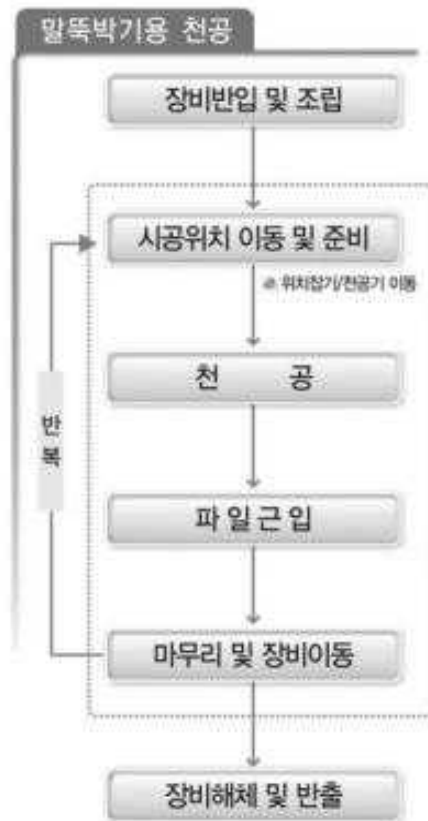 말뚝박기용 천공
장비반입 및 조립
시공위치 이동 및 준비
※ 위치잡기/천공기 이동
천 공
반복
파일근입
마무리 및 장비이동
장비해체 및 반출